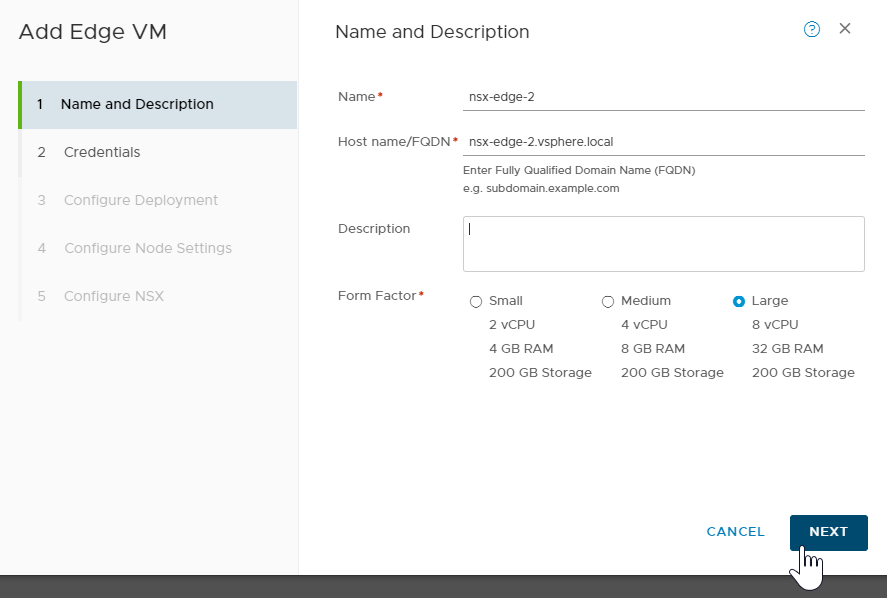 Add Edge VM
1 Name and Description
2 Credentials
3 Configure Deployment
4 Configure Node Settings
5 Configure NSX
Name and Description
?
Name* nsx-edge-2
Host name/FQDN* nsx-edge-2.vsphere.local
Enter Fully Qualified Domain Name (FQDN)
e.g. subdomain.example.com
Description
Form Factor*
Small Medium Large
2 vCPU 4 vCPU 8 vCPU
4 GB RAM 8 GB RAM 32 GB RAM
200 GB Storage 200 GB Storage 200 GB Storage
CANCEL NEXT